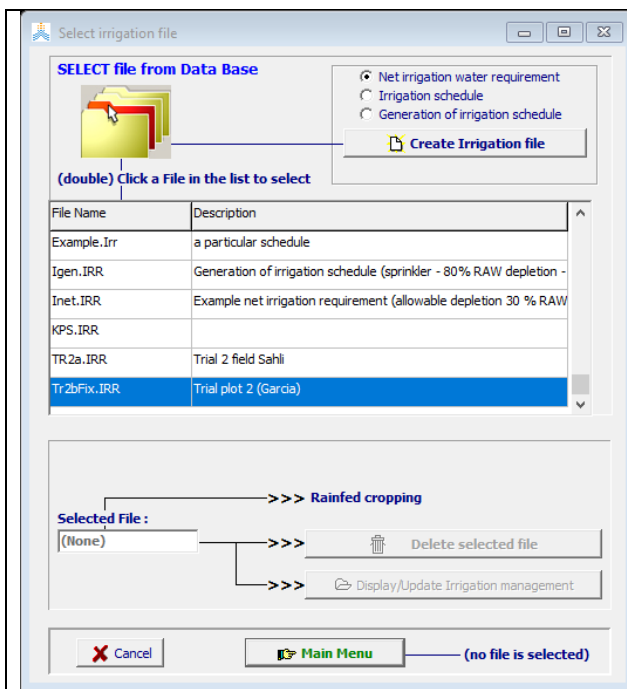 Select irrigation file
SELECT file from Data Base
Net irrigation water requirement
Irrigation schedule
Generation of irrigation schedule
Create Irrigation file
(double) Click a File in the list to select
File Name Description
Example.Irr a particular schedule
Igen.IRR Generation of irrigation schedule (sprinkler - 80% RAW depletion -
Inet.IRR Example net irrigation requirement (allowable depletion 30 % RAW
KPS.IRR
TR2a.IRR Trial 2 field Sahli
Tr2bFix.IRR Trial plot 2 (Garcia)
>>> Rainfed cropping
Selected File :
(None) >>> Delete selected file
>>> Display/Update Irrigation management
Cancel Main Menu (no file is selected)